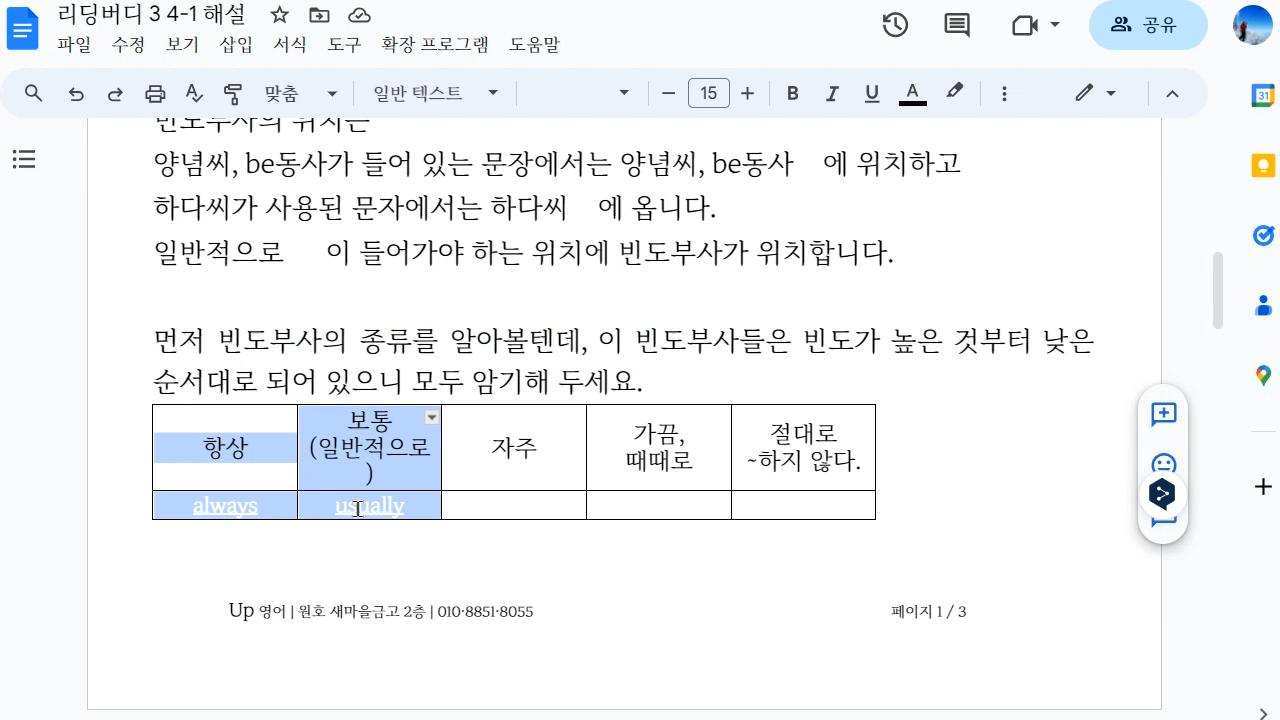 리딩버디 3 4-1 해설
파일 수정 보기 삽입 서식 도구 확장 프로그램 도움말
공유
맞춤 일반 텍스트 15 B I U A
31
빈도부사의 위치는
양념씨, be동사가 들어 있는 문장에서는 양념씨, be동사 에 위치하고
하다씨가 사용된 문자에서는 하다씨 에 옵니다.
일반적으로 이 들어가야 하는 위치에 빈도부사가 위치합니다.
먼저 빈도부사의 종류를 알아볼텐데, 이 빈도부사들은 빈도가 높은 것부터 낮은
순서대로 되어 있으니 모두 암기해 두세요.
항상 보통 (일반적으로) 자주 가끔, 때때로 절대로 ~하지 않다.
always usually
Up 영어 | 원호 새마을금고 2층 | 010·8851·8055 페이지 1 / 3